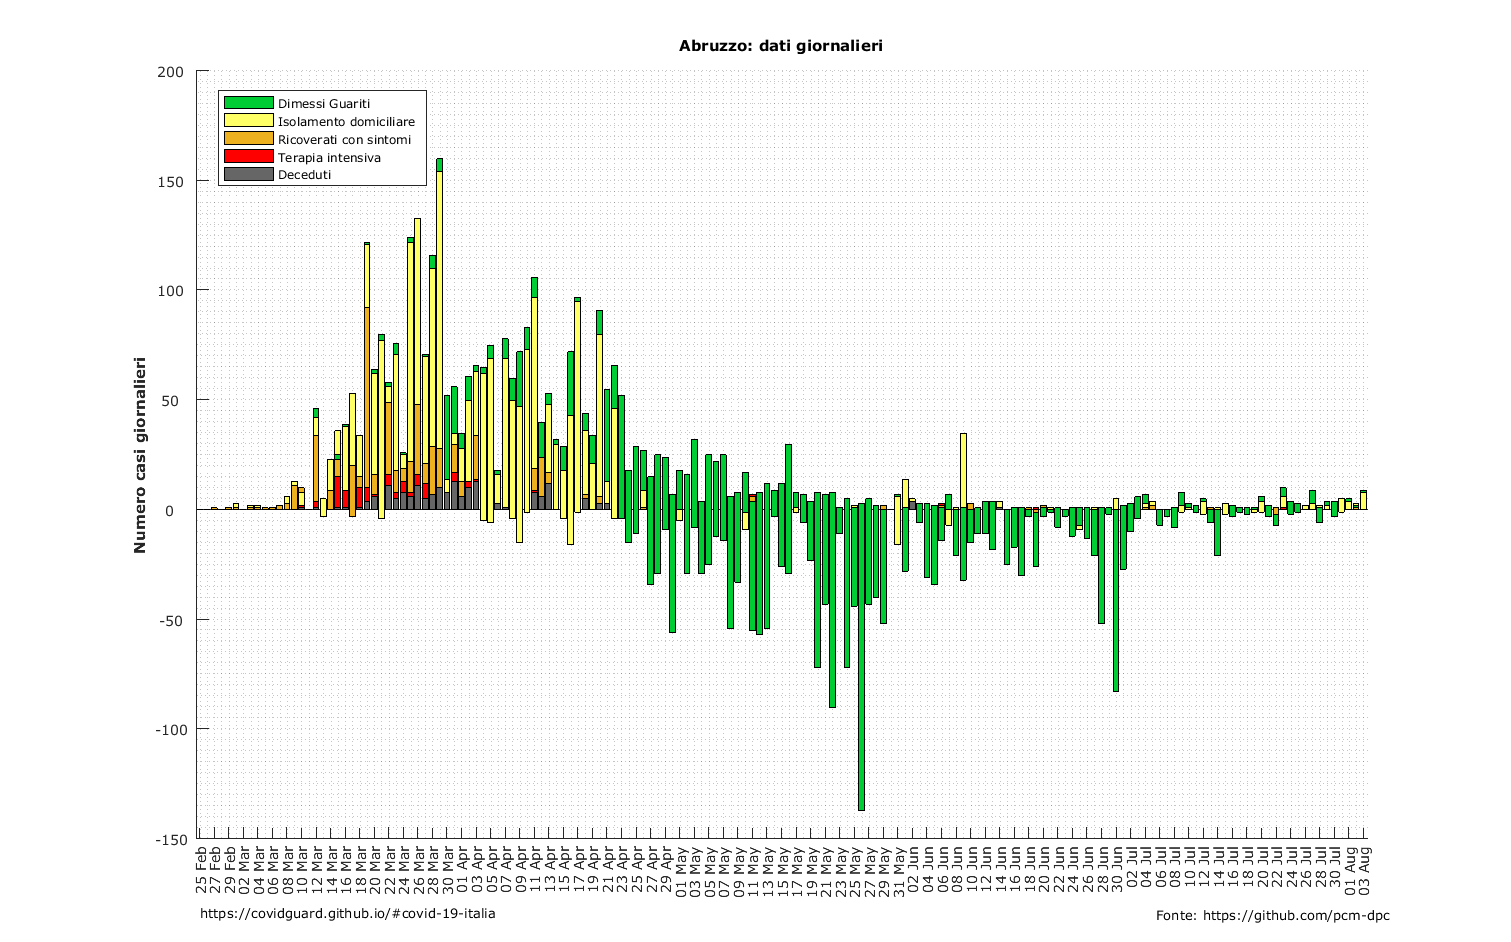 Abruzzo: dati giornalieri
200
150
100
50
0
-50
-100
-150
Numero casi giornalieri
Dimessi Guariti
Isolamento domiciliare
Ricoverati con sintomi
Terapia intensiva
Deceduti
25 Feb
27 Feb
29 Feb
02 Mar
04 Mar
06 Mar
08 Mar
10 Mar
12 Mar
14 Mar
16 Mar
18 Mar
20 Mar
22 Mar
24 Mar
26 Mar
28 Mar
30 Mar
01 Apr
03 Apr
05 Apr
07 Apr
09 Apr
11 Apr
13 Apr
15 Apr
17 Apr
19 Apr
21 Apr
23 Apr
25 Apr
27 Apr
29 Apr
01 May
03 May
05 May
07 May
09 May
11 May
13 May
15 May
17 May
19 May
21 May
23 May
25 May
27 May
29 May
31 May
02 Jun
04 Jun
06 Jun
08 Jun
10 Jun
12 Jun
14 Jun
16 Jun
18 Jun
20 Jun
22 Jun
24 Jun
26 Jun
28 Jun
30 Jun
02 Jul
04 Jul
06 Jul
08 Jul
10 Jul
12 Jul
14 Jul
16 Jul
18 Jul
20 Jul
22 Jul
24 Jul
26 Jul
28 Jul
30 Jul
01 Aug
03 Aug
https://covidguard.github.io/#covid-19-italia
Fonte: https://github.com/pcm-dpc